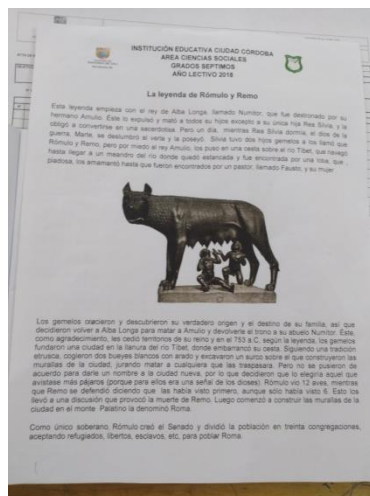 INSTITUCIÓN EDUCATIVA CIUDAD CÓRDOBA
AREA CIENCIAS SOCIALES
GRADOS SEPTIMOS
AÑO LECTIVO 2018
La leyenda de Rómulo y Remo
Esta leyenda empieza con el rey de Alba Longa, llamado Numitor, que fue destronado por su
hermano Amulio. Éste lo expulsó y mató a todos sus hijos excepto a su única hija Rea Silvia, y la
obligó a convertirse en una sacerdotisa. Pero un día, mientras Rea Silvia dormía, el dios de la
guerra, Marte, se deslumbró al verla y la poseyó. Silvia tuvo dos hijos gemelos a los llamó que
Rómulo y Remo, pero por miedo al rey Amulio, los puso en una cesta sobre el río Tíbet, que navegó
hasta llegar a un meandro del río donde quedó estancada y fue encontrada por una loba, que ,
piadosa, los amamantó hasta que fueron encontrados por un pastor, llamado Fausto, y su mujer.
Los gemelos crecieron y descubrieron su verdadero origen y el destino de su familia, así que
decidieron volver a Alba Longa para matar a Amulio y devolverle el trono a su abuelo Numitor. Éste,
como agradecimiento, les cedió territorios de su reino y en el 753 a.C, según la leyenda, los gemelos
fundaron una ciudad en la llanura del río Tíbet, donde embarrancó su cesta. Siguiendo una tradición
etrusca, cogieron dos bueyes blancos con arado y excavaron un surco sobre el que construyeron las
murallas de la ciudad, jurando matar a cualquiera que las traspasara. Pero no se pusieron de
acuerdo para darle un nombre a la ciudad nueva, por lo que decidieron que lo elegiría aquel que
avistase más pájaros (porque para ellos era una señal de los dioses). Rómulo vio 12 aves, mientras
que Remo se defendió diciendo que las había visto primero, aunque sólo había visto 6. Esto los
llevó a una discusión que provocó la muerte de Remo. Luego comenzó a construir las murallas de la
ciudad en el monte Palatino la denominó Roma.
Como único soberano, Rómulo creó el Senado y dividió la población en treinta congregaciones,
aceptando refugiados, libertos, esclavos, etc, para poblar Roma.